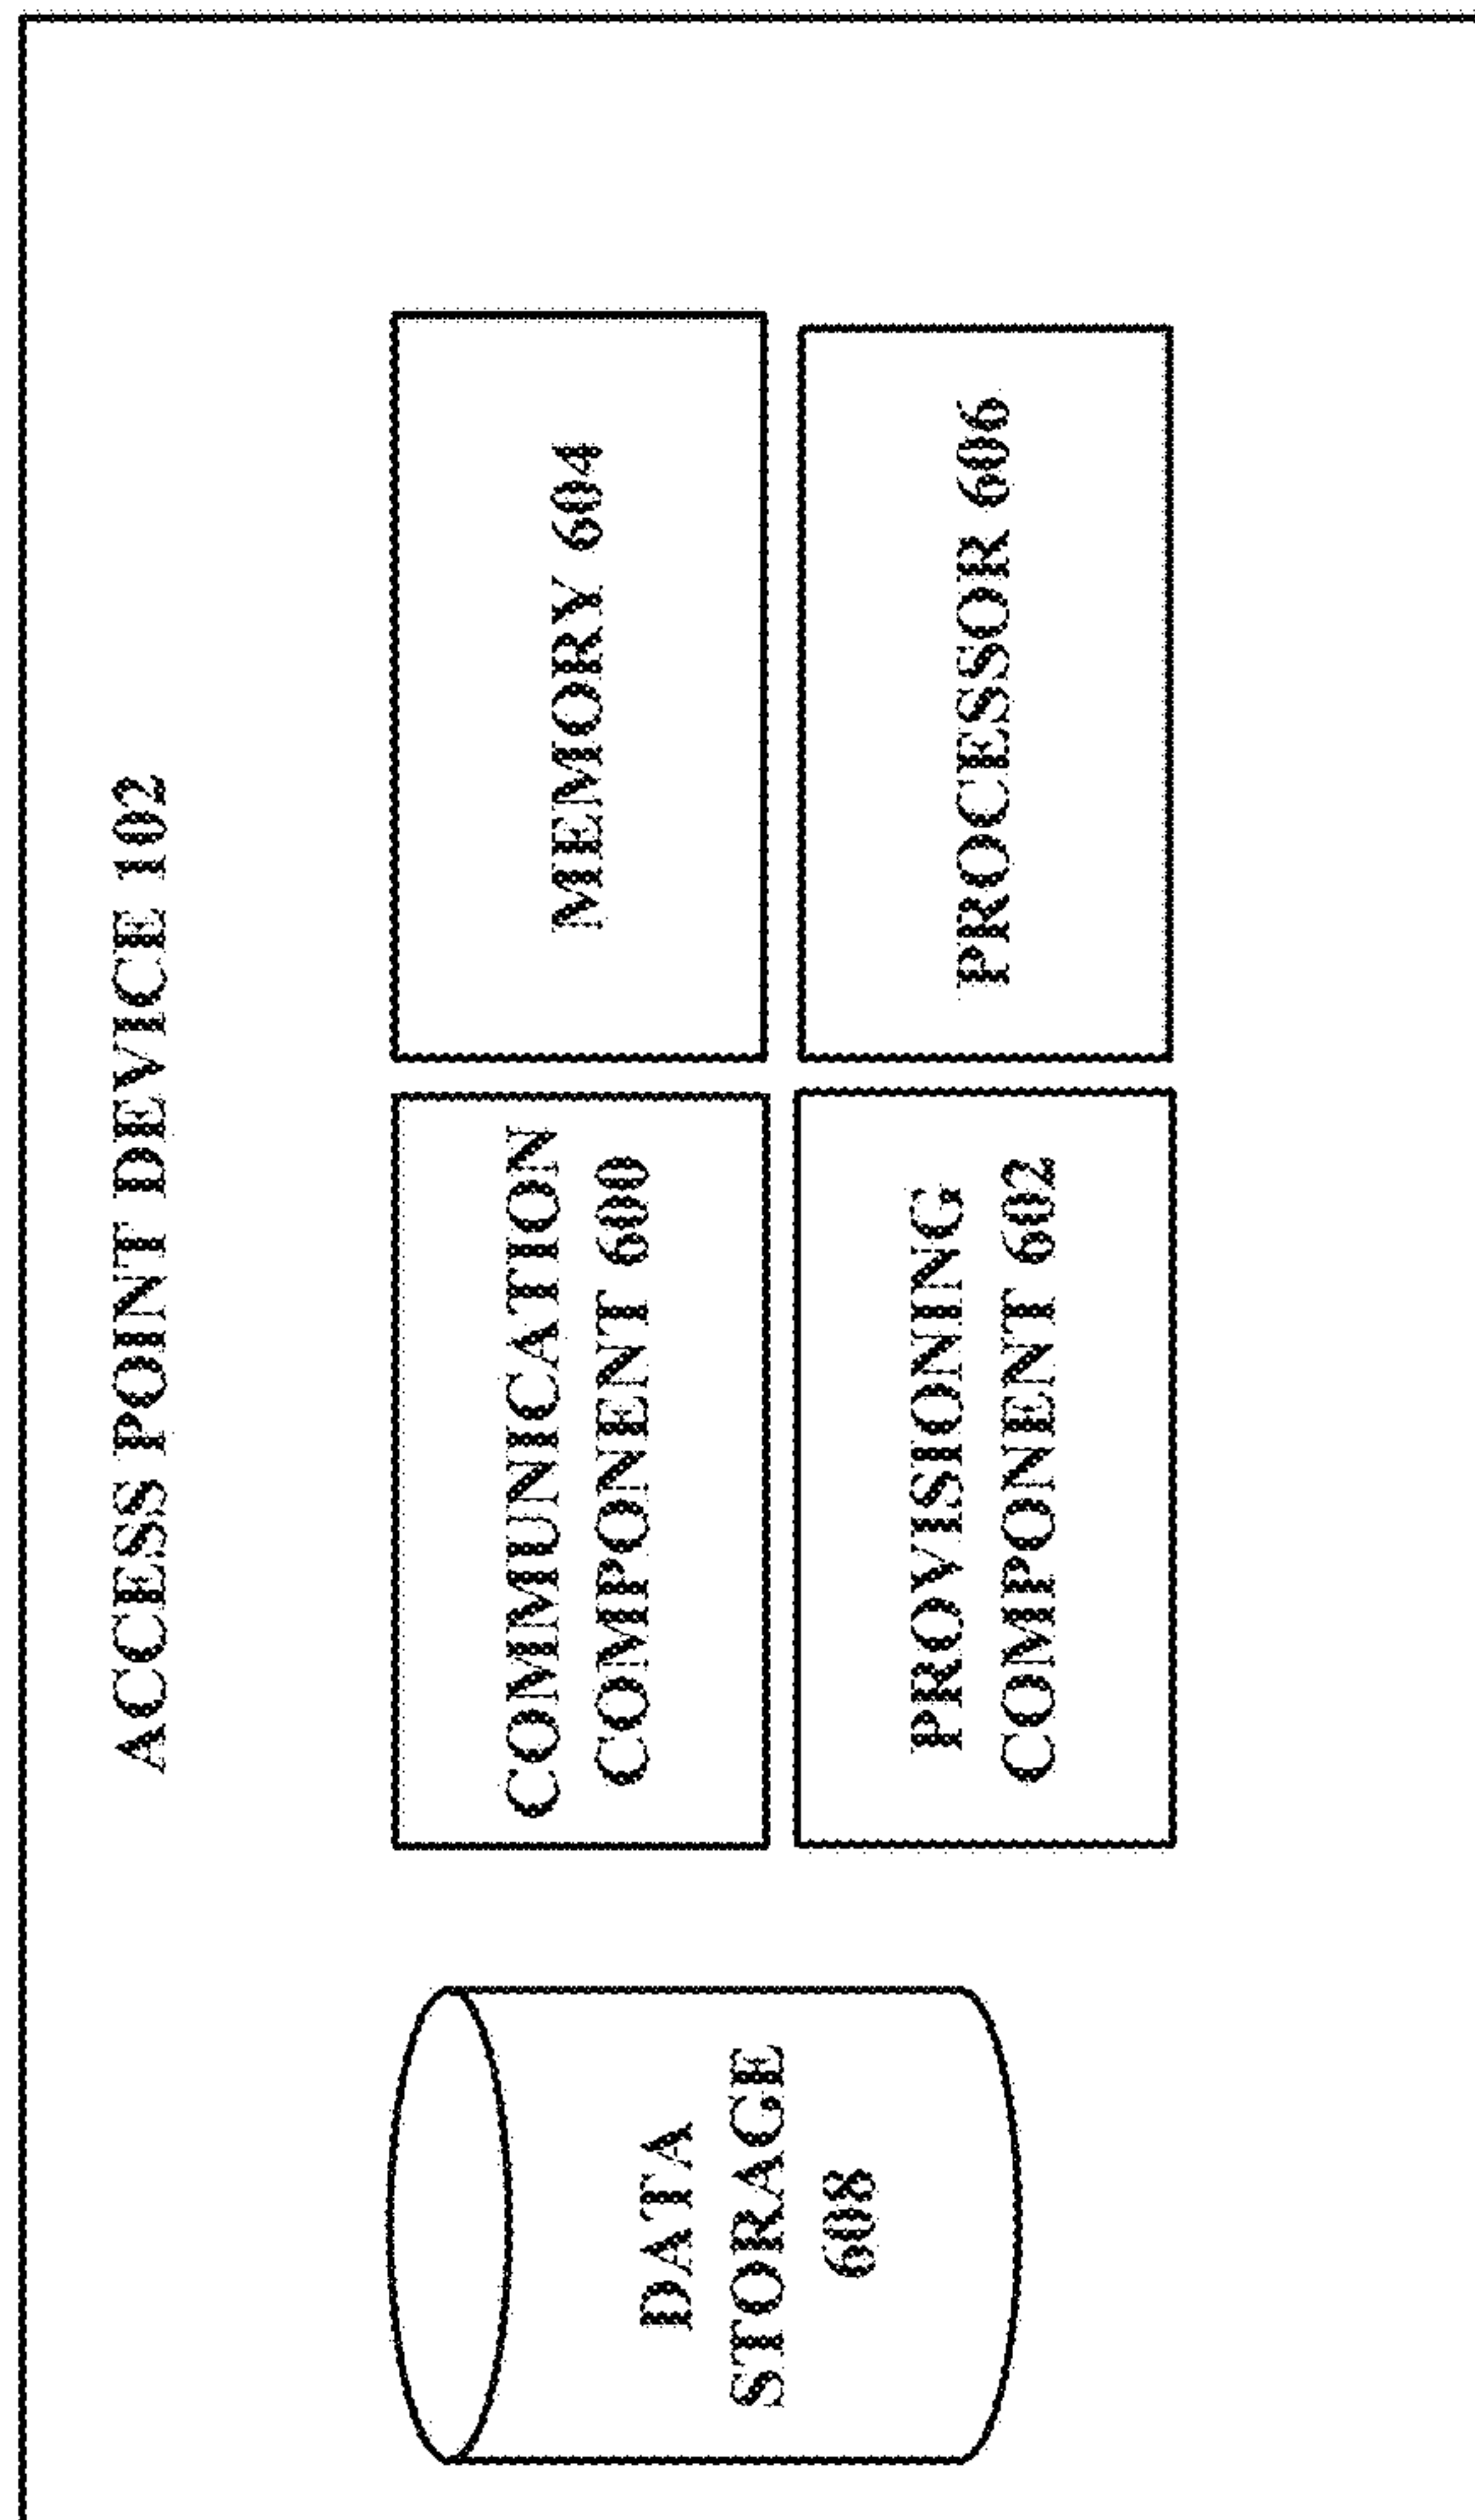 ACCESS POINT DEVICE 102
DATA
STORAGE
608
COMMUNICATION
COMPONENT 600
MEMORY 604
PROVISIONING
COMPONENT 602
PROCESSOR 606